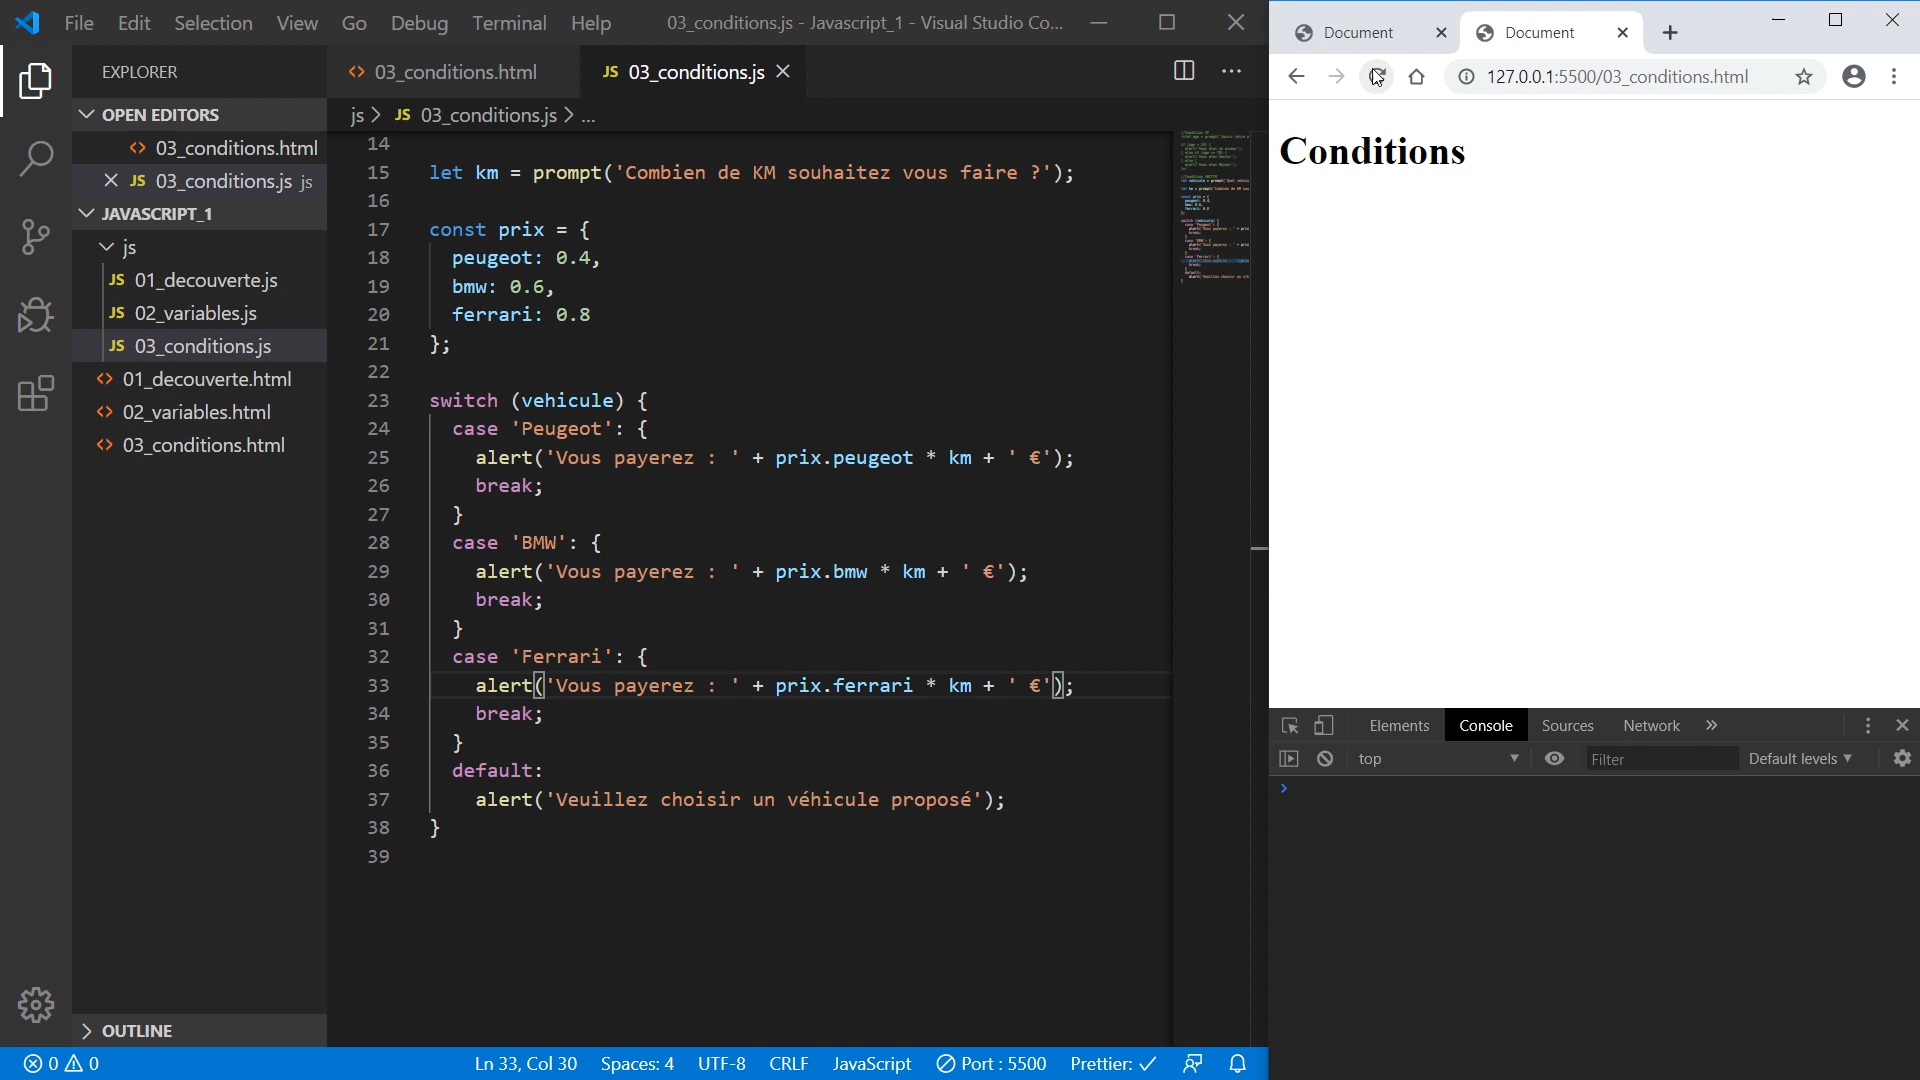 File Edit Selection View Go Debug Terminal Help 03_conditions.js - Javascript_1 - Visual Studio Co...
EXPLORER
OPEN EDITORS
03_conditions.html
JS 03_conditions.js js
JAVASCRIPT_1
js
JS 01_decouverte.js
JS 02_variables.js
JS 03_conditions.js
01_decouverte.html
02_variables.html
03_conditions.html
OUTLINE
03_conditions.html JS 03_conditions.js
js > JS 03_conditions.js > ...
14
15 let km = prompt('Combien de KM souhaitez vous faire ?');
16
17 const prix = {
18 peugeot: 0.4,
19 bmw: 0.6,
20 ferrari: 0.8
21 };
22
23 switch (vehicule) {
24 case 'Peugeot': {
25 alert('Vous payerez : ' + prix.peugeot * km + ' €');
26 break;
27 }
28 case 'BMW': {
29 alert('Vous payerez : ' + prix.bmw * km + ' €');
30 break;
31 }
32 case 'Ferrari': {
33 alert('Vous payerez : ' + prix.ferrari * km + ' €');
34 break;
35 }
36 default:
37 alert('Veuillez choisir un véhicule proposé');
38 }
39
0 0 Ln 33, Col 30 Spaces: 4 UTF-8 CRLF JavaScript Port : 5500 Prettier: ✓
Document Document
127.0.0.1:5500/03_conditions.html
Conditions
Elements Console Sources Network »
top Filter Default levels